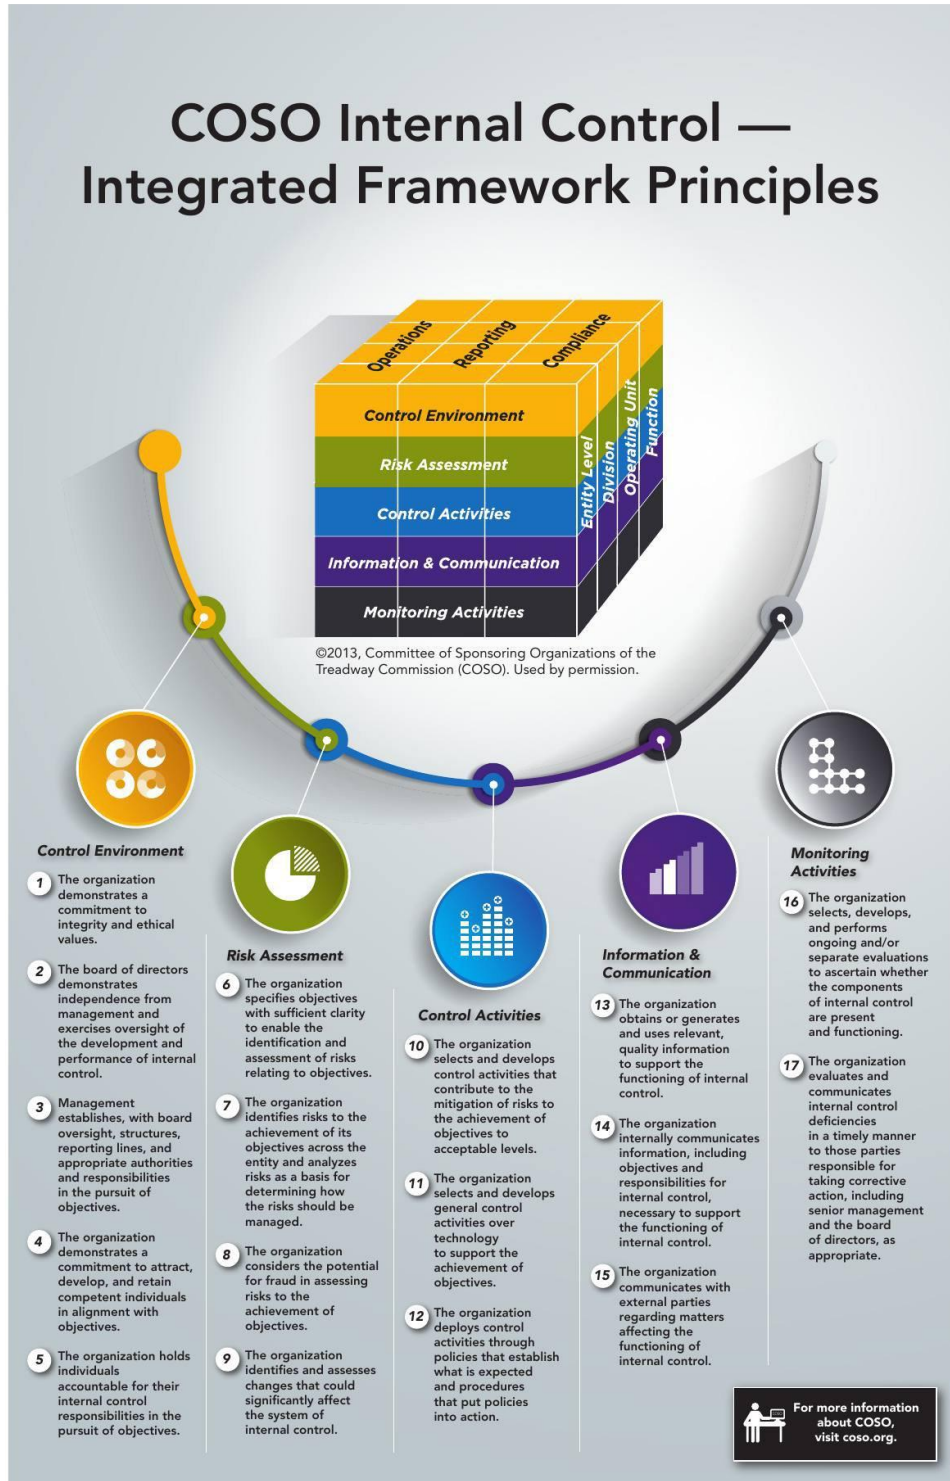 COSO Internal Control —
Integrated Framework Principles
Operations
Reporting
Compliance
Control Environment
Risk Assessment
Control Activities
Information & Communication
Monitoring Activities
Entity Level
Division
Operating Unit
Function
©2013, Committee of Sponsoring Organizations of the
Treadway Commission (COSO). Used by permission.
Control Environment
1 The organization
demonstrates a
commitment to
integrity and ethical
values.
2 The board of directors
demonstrates
independence from
management and
exercises oversight of
the development and
performance of internal
control.
3 Management
establishes, with board
oversight, structures,
reporting lines, and
appropriate authorities
and responsibilities
in the pursuit of
objectives.
4 The organization
demonstrates a
commitment to attract,
develop, and retain
competent individuals
in alignment with
objectives.
5 The organization holds
individuals
accountable for their
internal control
responsibilities in the
pursuit of objectives.
Risk Assessment
6 The organization
specifies objectives
with sufficient clarity
to enable the
identification and
assessment of risks
relating to objectives.
7 The organization
identifies risks to the
achievement of its
objectives across the
entity and analyzes
risks as a basis for
determining how
the risks should be
managed.
8 The organization
considers the potential
for fraud in assessing
risks to the
achievement of
objectives.
9 The organization
identifies and assesses
changes that could
significantly affect
the system of
internal control.
Control Activities
10 The organization
selects and develops
control activities that
contribute to the
mitigation of risks to
the achievement of
objectives to
acceptable levels.
11 The organization
selects and develops
general control
activities over
technology
to support the
achievement of
objectives.
12 The organization
deploys control
activities through
policies that establish
what is expected
and procedures
that put policies
into action.
Information &
Communication
13 The organization
obtains or generates
and uses relevant,
quality information
to support the
functioning of internal
control.
14 The organization
internally communicates
information, including
objectives and
responsibilities for
internal control,
necessary to support
the functioning of
internal control.
15 The organization
communicates with
external parties
regarding matters
affecting the
functioning of
internal control.
Monitoring
Activities
16 The organization
selects, develops,
and performs
ongoing and/or
separate evaluations
to ascertain whether
the components
of internal control
are present
and functioning.
17 The organization
evaluates and
communicates
internal control
deficiencies
in a timely manner
to those parties
responsible for
taking corrective
action, including
senior management
and the board
of directors, as
appropriate.
For more information
about COSO,
visit coso.org.